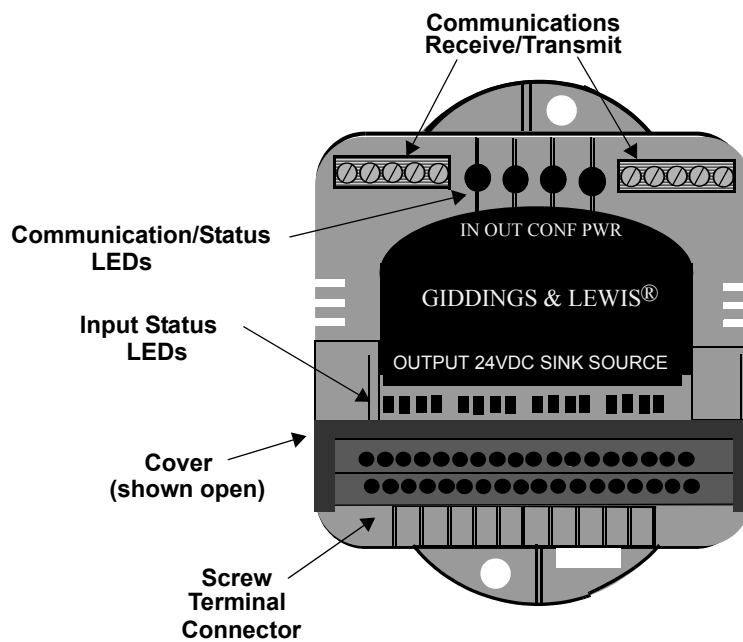 Communications
Receive/Transmit
Communication/Status
LEDs
IN OUT CONF PWR
GIDDINGS & LEWIS®
Input Status
LEDs
OUTPUT 24VDC SINK SOURCE
Cover
(shown open)
Screw
Terminal
Connector